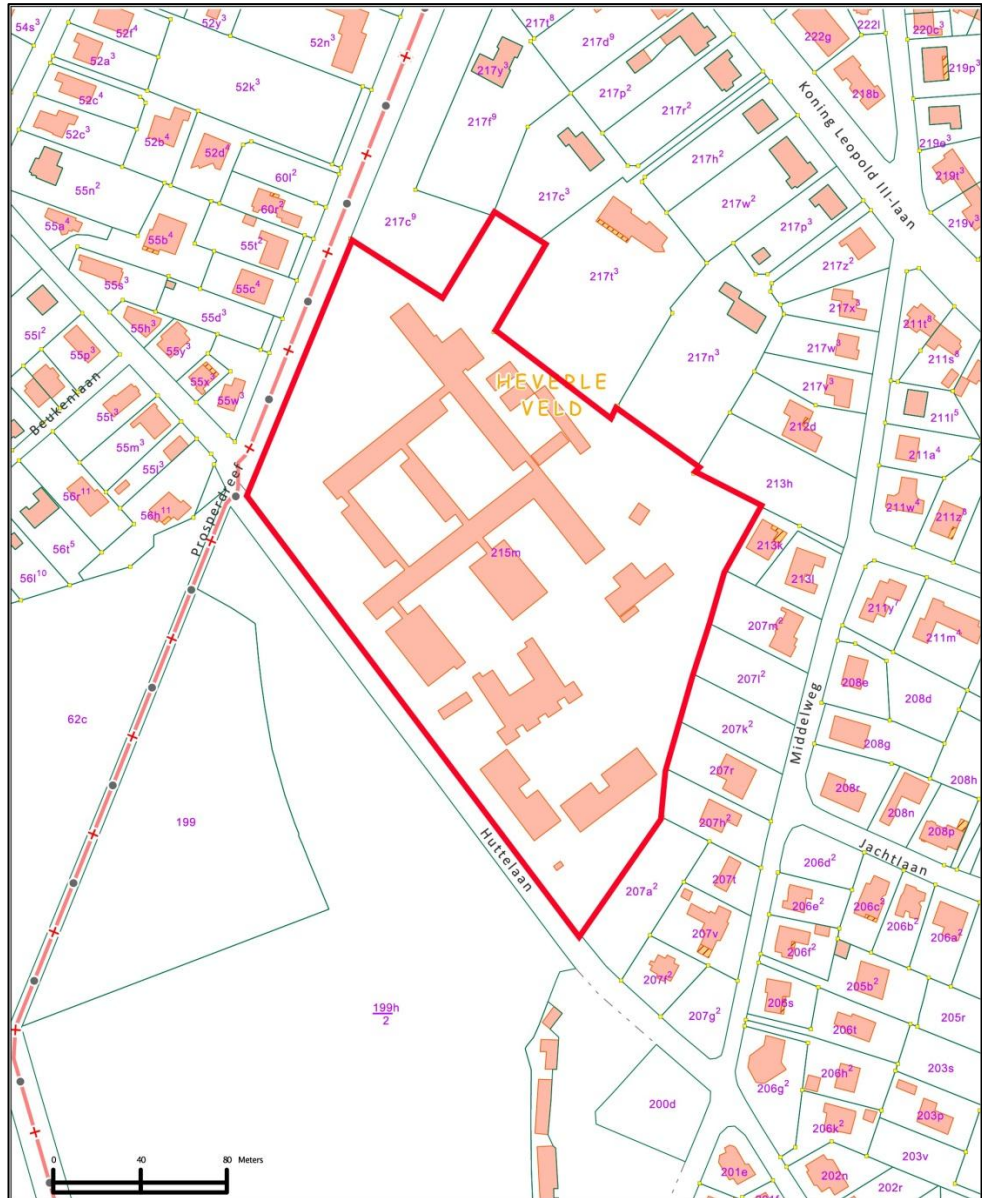 54s³
52f⁴
52y³
52n³
217t⁸
217d⁹
222g
222l
220c³
52a³
217y³
219p³
52k³
217p²
218b
52c⁴
217r²
52c³
52b⁴
217f⁹
Koning Leopold III-laan
219e³
52d⁴
217h²
219t³
60l²
55n²
217c³
60r²
217w²
219v³
55a⁴
217c⁹
217p³
55b⁴
55t²
217z²
55s³
217t³
55c⁴
55l²
55d³
217x³
55h³
211t⁸
217n³
217w³
55p³
55y³
211s⁸
55x³
HEVERLE
VELD
217v³
55w³
Beukenlaan
55t³
211l⁵
212d
55m³
211a⁴
55l³
213h
56r¹¹
Prosperdreef
211w⁴
56h¹¹
211z⁸
56t⁵
213k
215m
56l¹⁰
213l
211y⁷
207m²
211m⁴
207l²
208e
208d
62c
Middelweg
207k²
208g
207r
208h
208r
208n
199
207h²
208p
Huttelaan
Jachtlaan
206d²
207t
207a²
206e²
206c²
206b²
206a²
207v
206f²
207f²
205b²
206s
199h
2
207g²
205r
206t
203s
206h²
206g²
200d
203p
206k²
203v
0 40 80 Meters
201e
202n
202r